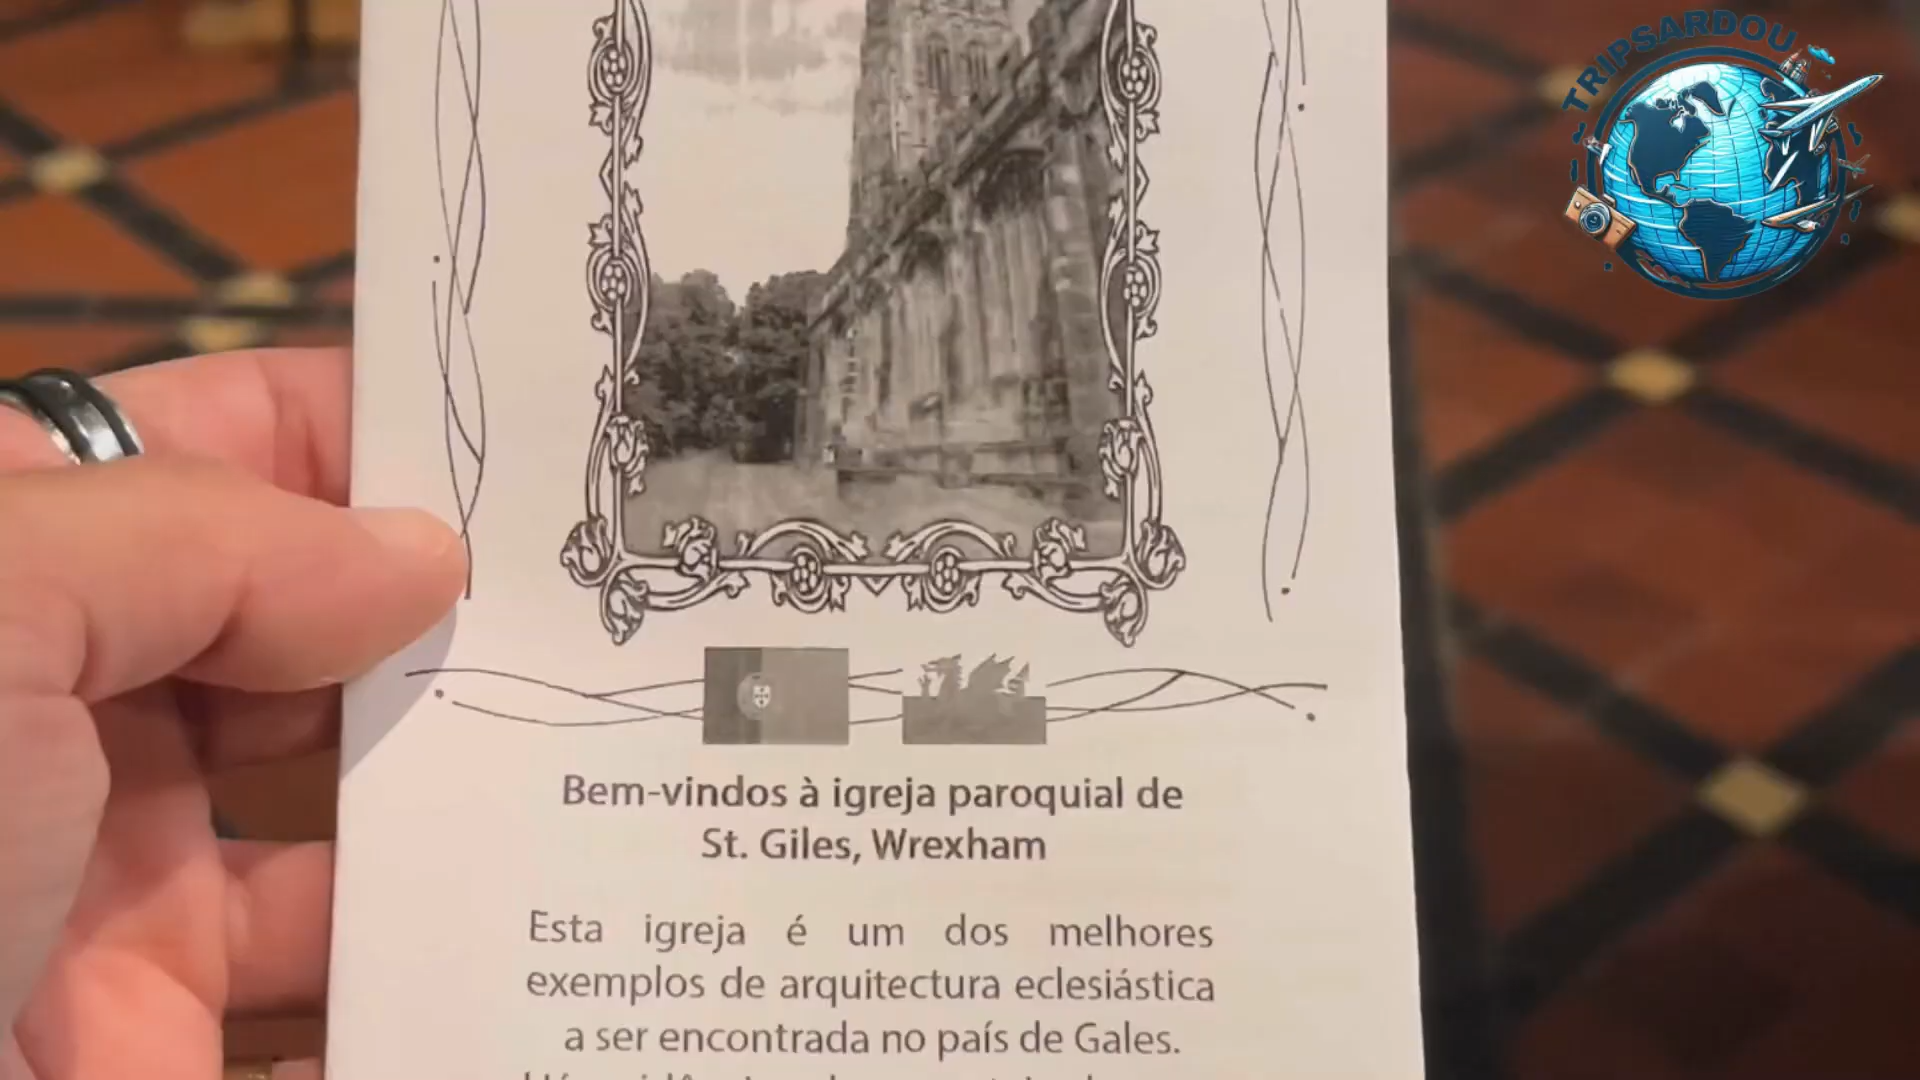 TRIPSARDOU
Bem-vindos à igreja paroquial de
St. Giles, Wrexham
Esta igreja é um dos melhores
exemplos de arquitectura eclesiástica
a ser encontrada no país de Gales.